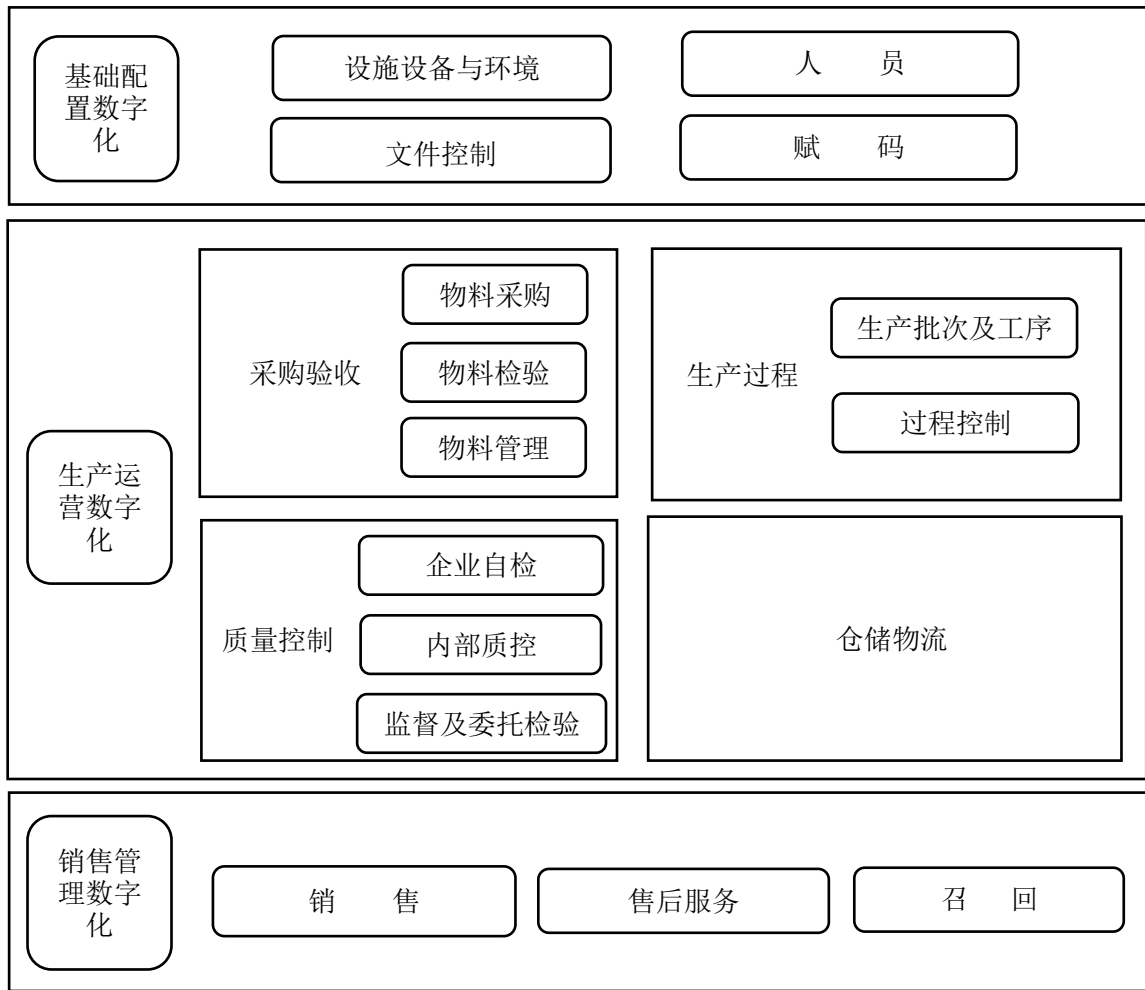 基础配
置数字
化
设施设备与环境
人 员
文件控制
赋 码
生产运
营数字
化
采购验收
物料采购
物料检验
物料管理
生产过程
生产批次及工序
过程控制
质量控制
企业自检
内部质控
监督及委托检验
仓储物流
销售管
理数字
化
销 售
售后服务
召 回